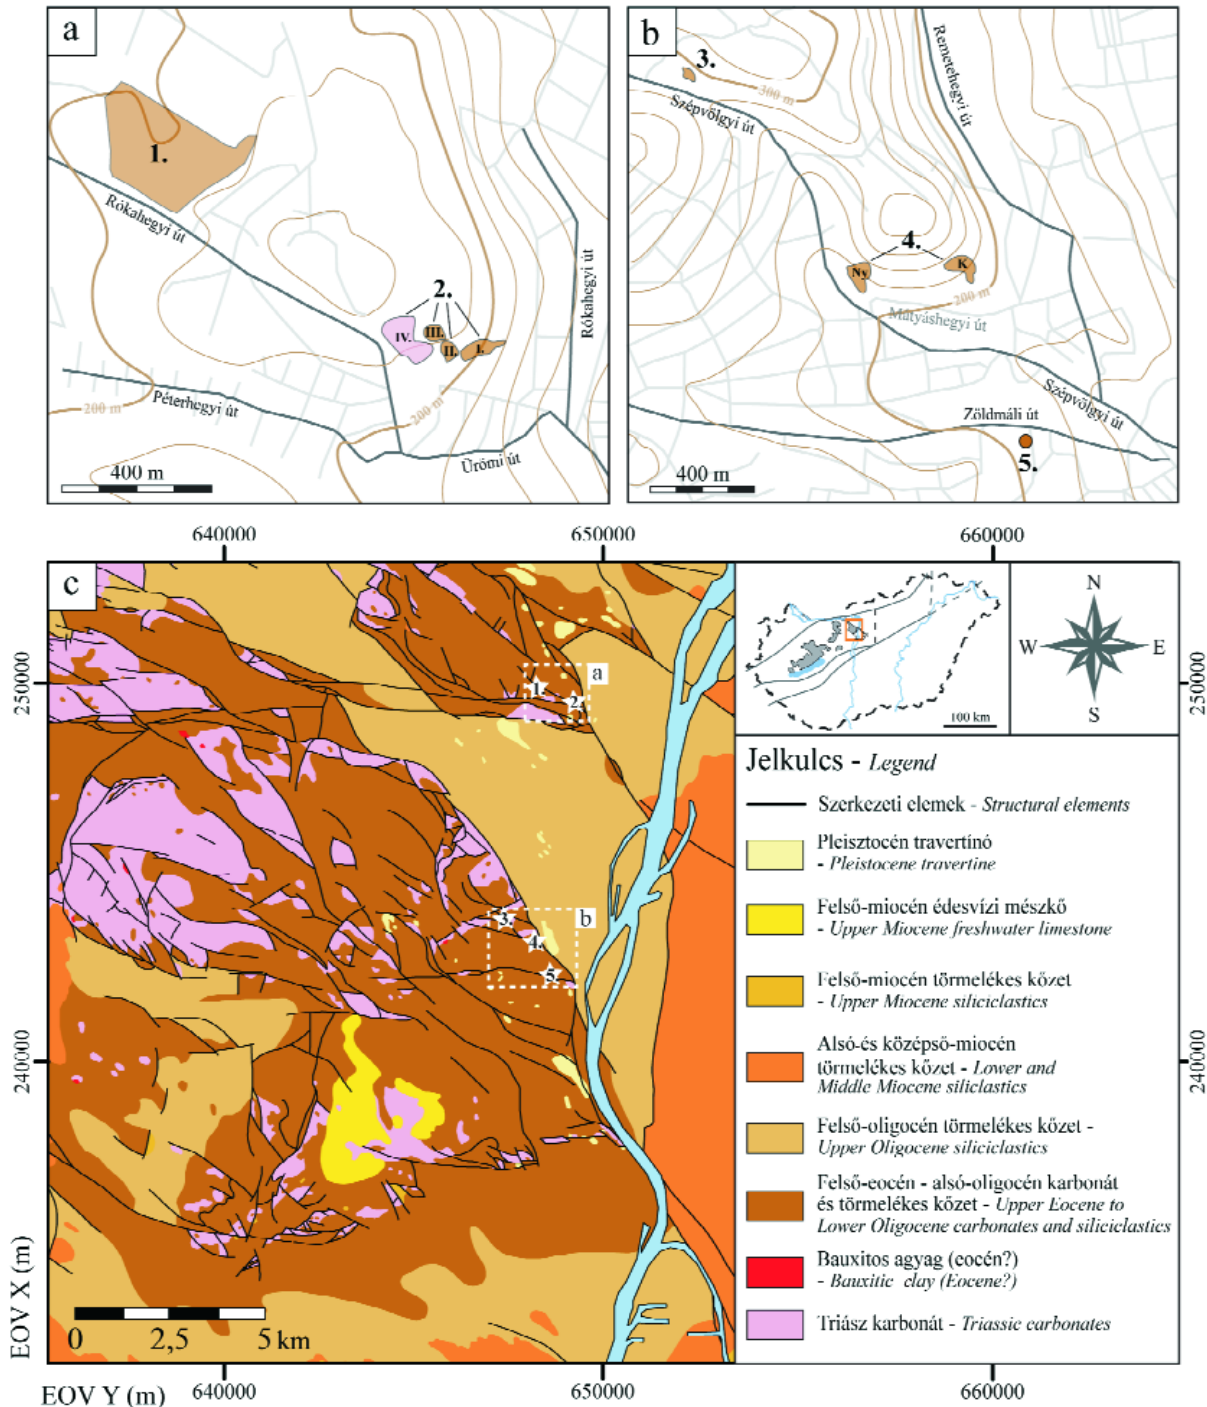 a
1.
Rókahegyi út
2.
IV.
III.
II.
I.
Rókahegyi út
200 m
Péterhegyi út
200 m
Ürömi út
400 m
b
3.
300 m
Szépvölgyi út
Remetehegyi út
4.
Ny
K
200 m
Mátyáshegyi út
Szépvölgyi út
Zöldmáli út
5.
400 m
640000
650000
660000
c
a
1.
2.
250000
b
3.
4.
5.
240000
EOV X (m)
0 2,5 5 km
EOV Y (m)
640000
650000
660000
100 km
N
W
E
S
250000
240000
Jelkulcs - Legend
Szerkezeti elemek - Structural elements
Pleisztocén travertínó
- Pleistocene travertine
Felső-miocén édesvízi mészkő
- Upper Miocene freshwater limestone
Felső-miocén törmelékes kőzet
- Upper Miocene siliciclastics
Alsó-és középső-miocén
törmelékes kőzet - Lower and
Middle Miocene siliclastics
Felső-oligocén törmelékes kőzet -
Upper Oligocene siliciclastics
Felső-eocén - alsó-oligocén karbonát
és törmelékes kőzet - Upper Eocene to
Lower Oligocene carbonates and siliciclastics
Bauxitos agyag (eocén?)
- Bauxitic clay (Eocene?)
Triász karbonát - Triassic carbonates